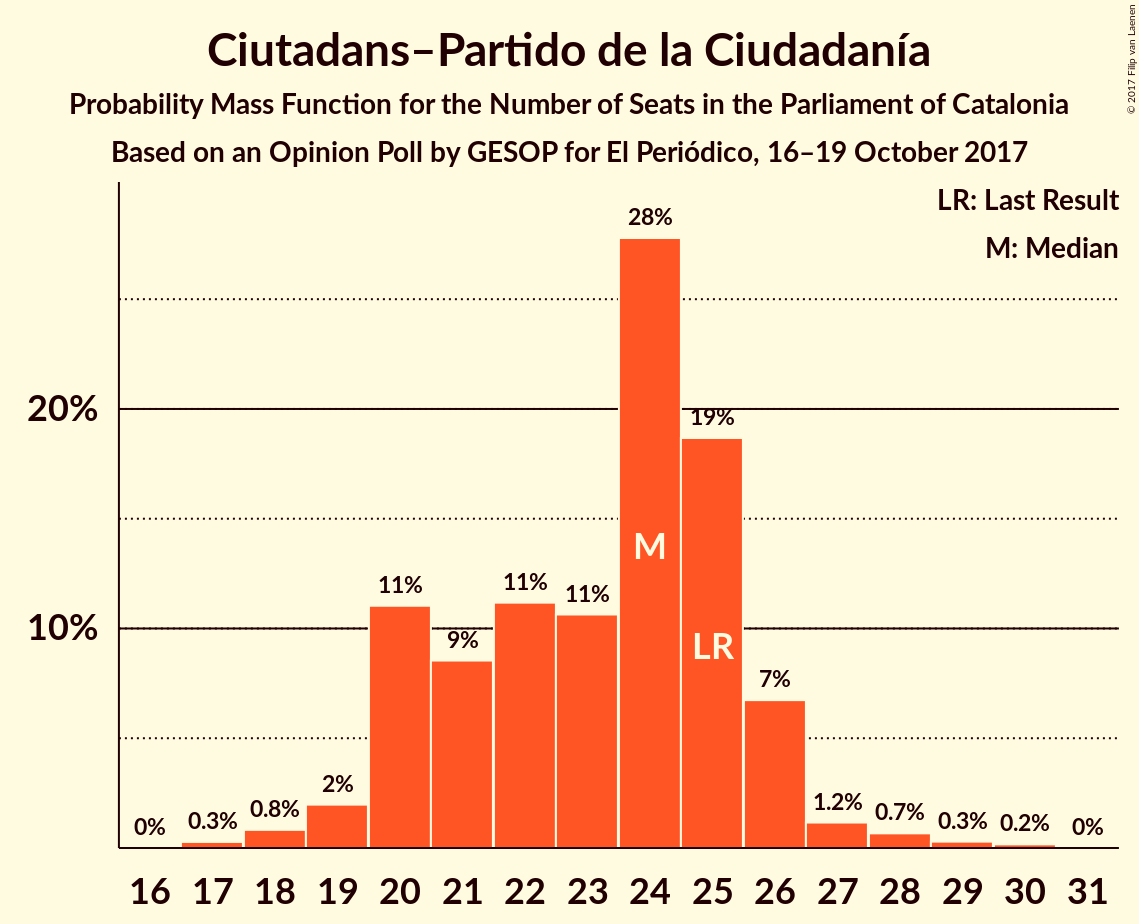 Ciutadans–Partido de la Ciudadanía
Probability Mass Function for the Number of Seats in the Parliament of Catalonia
Based on an Opinion Poll by GESOP for El Periódico, 16–19 October 2017
© 2017 Filip van Laenen
LR: Last Result
M: Median
20%
10%
0%
0.3%
0.8%
2%
11%
9%
11%
11%
28%
19%
7%
1.2%
0.7%
0.3%
0.2%
0%
M
LR
16 17 18 19 20 21 22 23 24 25 26 27 28 29 30 31